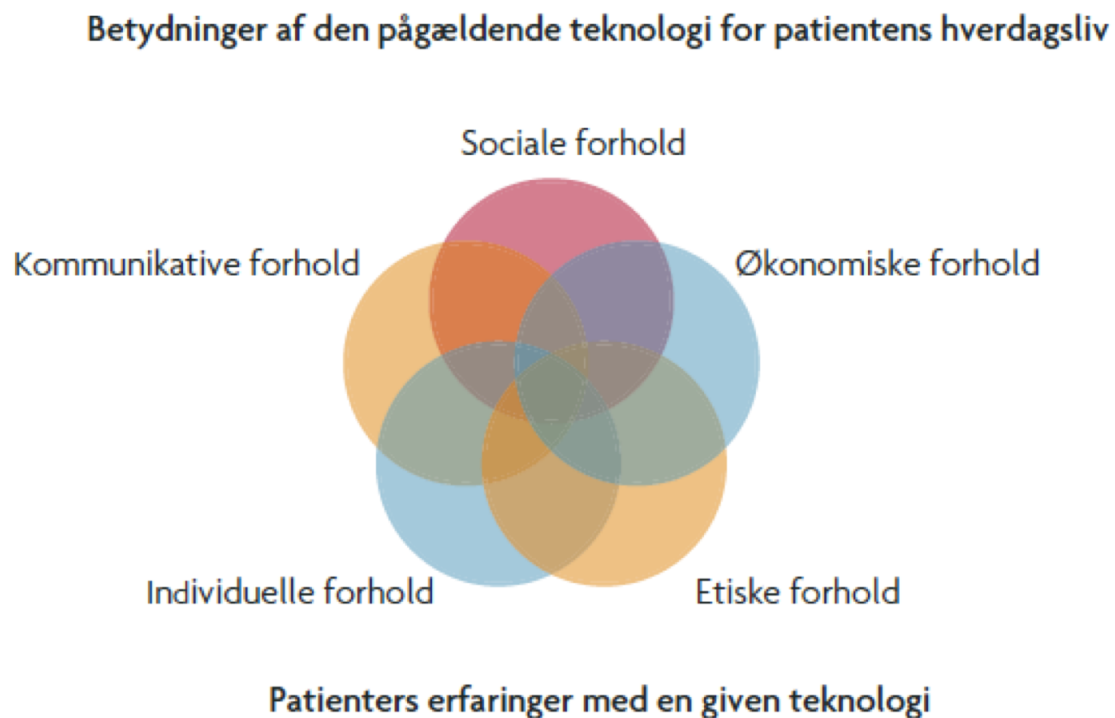 Betydninger af den pågældende teknologi for patientens hverdagsliv
Sociale forhold
Kommunikative forhold
Økonomiske forhold
Individuelle forhold
Etiske forhold
Patienters erfaringer med en given teknologi